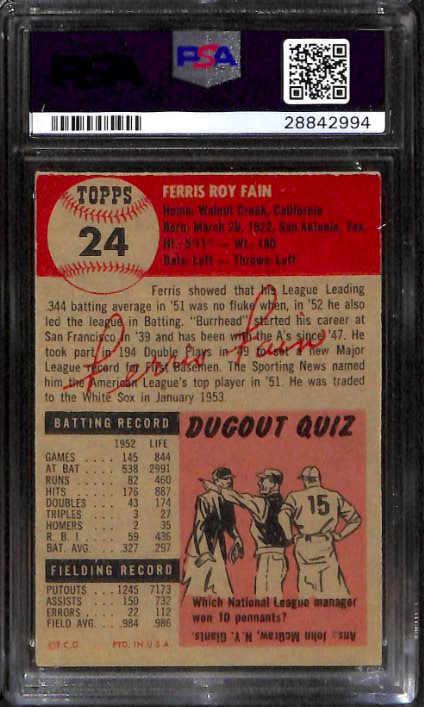 PSA
PSA
28842994
TOPPS
24
FERRIS ROY FAIN
Home: Walnut Creek, California
Born: March 29, 1922, San Antonio, Tex.
Ht.: 5'11" — Wt.: 180
Bats: Left — Throws: Left
Ferris showed that his League Leading
.344 batting average in '51 was no fluke when, in '52 he also
led the league in Batting. "Burrhead" started his career at
San Francisco in '39 and has been with the A's since '47. He
took part in 194 Double Plays in '49 to set a new Major
League record for First Basemen. The Sporting News named
him the American League's top player in '51. He was traded
to the White Sox in January 1953.
Ferris Fain
BATTING RECORD
1952 LIFE
GAMES .... 145 844
AT BAT .... 538 2991
RUNS .... 82 460
HITS .... 176 887
DOUBLES .. 43 174
TRIPLES ... 3 27
HOMERS .. 2 35
R. B. I. .... 59 436
BAT. AVG. .. .327 .297
FIELDING RECORD
PUTOUTS .. 1245 7173
ASSISTS ... 150 732
ERRORS ... 22 112
FIELD AVG... .984 .986
©T.C.G. PTD. IN U.S.A
DUGOUT QUIZ
15
Which National League manager
won 10 pennants?
Ans.: John McGraw, N.Y. Giants.